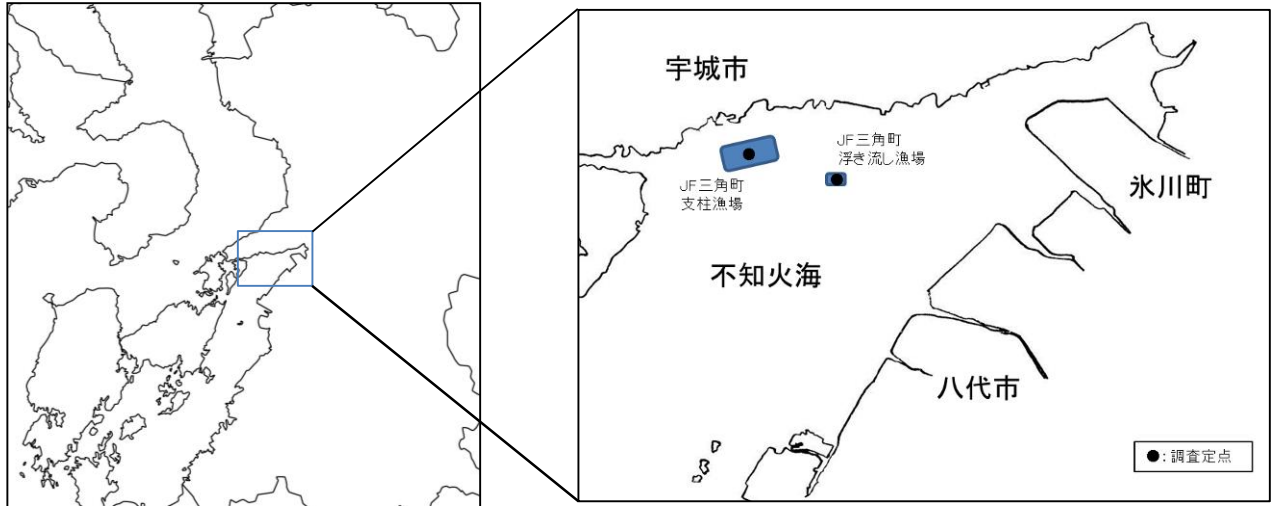 宇城市
JF三角町
浮き流し漁場
JF三角町
支柱漁場
氷川町
不知火海
八代市
●：調査定点